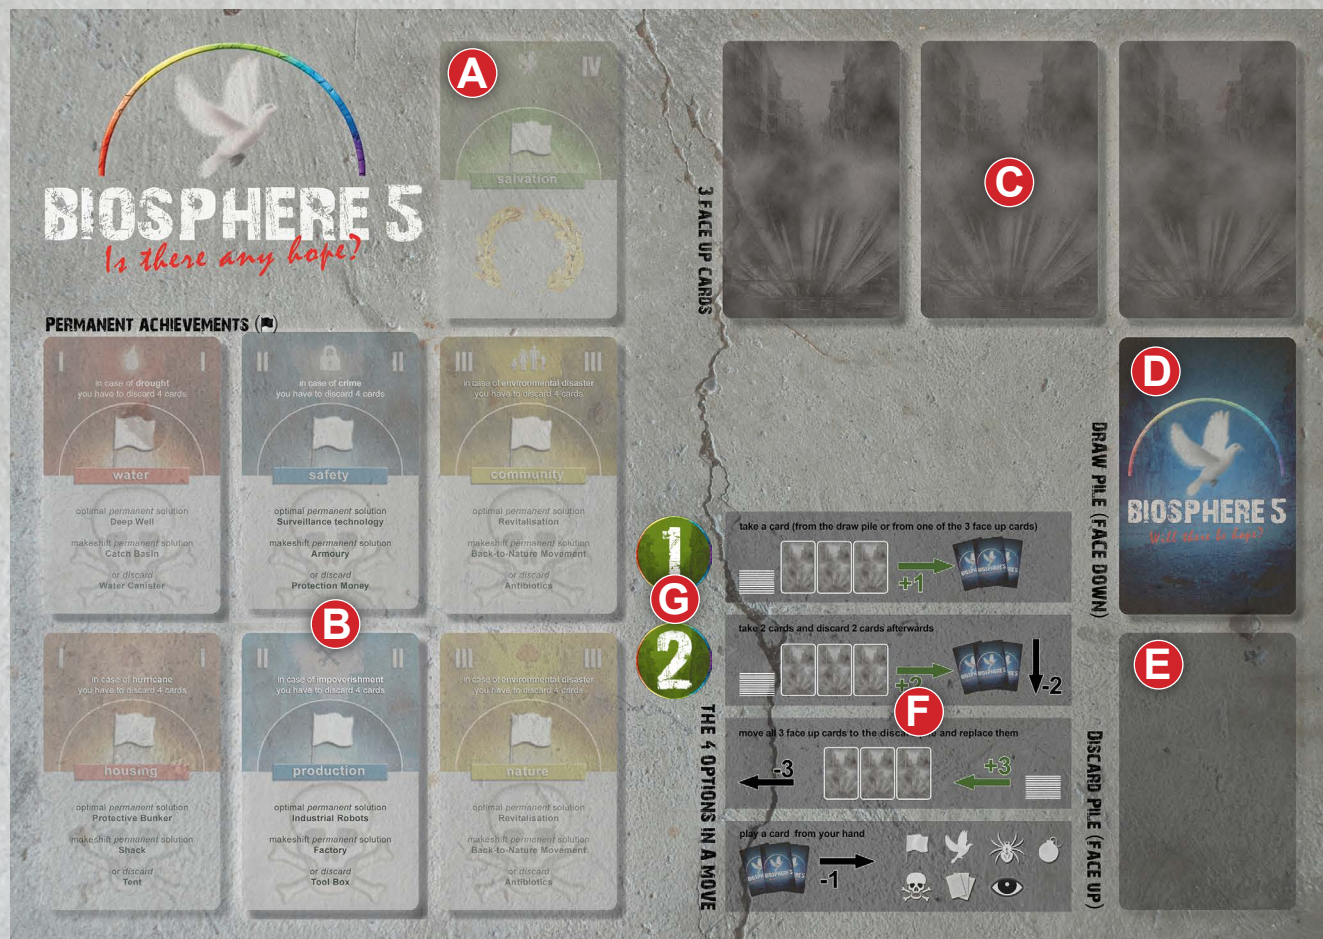 BIOSPHERE 5
Is there any hope?
A
IV
salvation
3 FACE UP CARDS
C
PERMANENT ACHIEVEMENTS
I I
in case of drought
you have to discard 4 cards
water
optimal permanent solution
Deep Well
makeshift permanent solution
Catch Basin
or discard
Water Canister
II II
in case of crime
you have to discard 4 cards
safety
optimal permanent solution
Surveillance technology
makeshift permanent solution
Armoury
or discard
Protection Money
III III
in case of environmental disaster
you have to discard 4 cards
community
optimal permanent solution
Revitalisation
makeshift permanent solution
Back-to-Nature Movement
or discard
Antibiotics
B
I I
in case of hurricane
you have to discard 4 cards
housing
optimal permanent solution
Protective Bunker
makeshift permanent solution
Shack
or discard
Tent
II II
in case of impoverishment
you have to discard 4 cards
production
optimal permanent solution
Industrial Robots
makeshift permanent solution
Factory
or discard
Tool Box
III III
in case of environmental disaster
you have to discard 4 cards
nature
optimal permanent solution
Revitalisation
makeshift permanent solution
Back-to-Nature Movement
or discard
Antibiotics
1
G
2
THE 4 OPTIONS IN A MOVE
take a card (from the draw pile or from one of the 3 face up cards)
+1
take 2 cards and discard 2 cards afterwards
+2
-2
F
move all 3 face up cards to the and replace them
-3
+3
play a card from your hand
-1
DRAW PILE (FACE DOWN)
D
BIOSPHERE 5
Will there be hope?
DISCARD PILE (FACE UP)
E